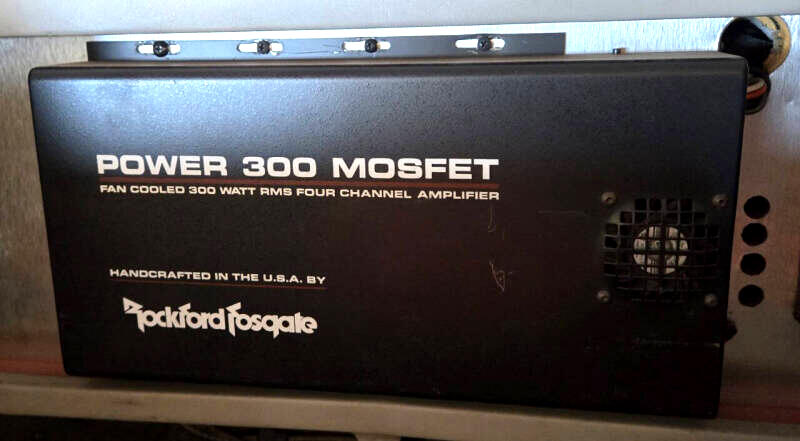 POWER 300 MOSFET
FAN COOLED 300 WATT RMS FOUR CHANNEL AMPLIFIER
HANDCRAFTED IN THE U.S.A. BY
Rockford Fosgate